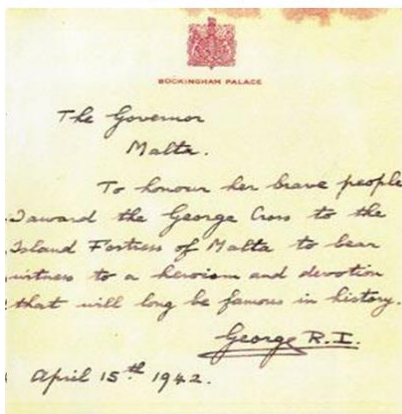 BUCKINGHAM PALACE
The Governor
Malta.
To honour her brave people
I award the George Cross to the
Island Fortress of Malta to bear
witness to a heroism and devotion
that will long be famous in history.
George R.I.
April 15th 1942.